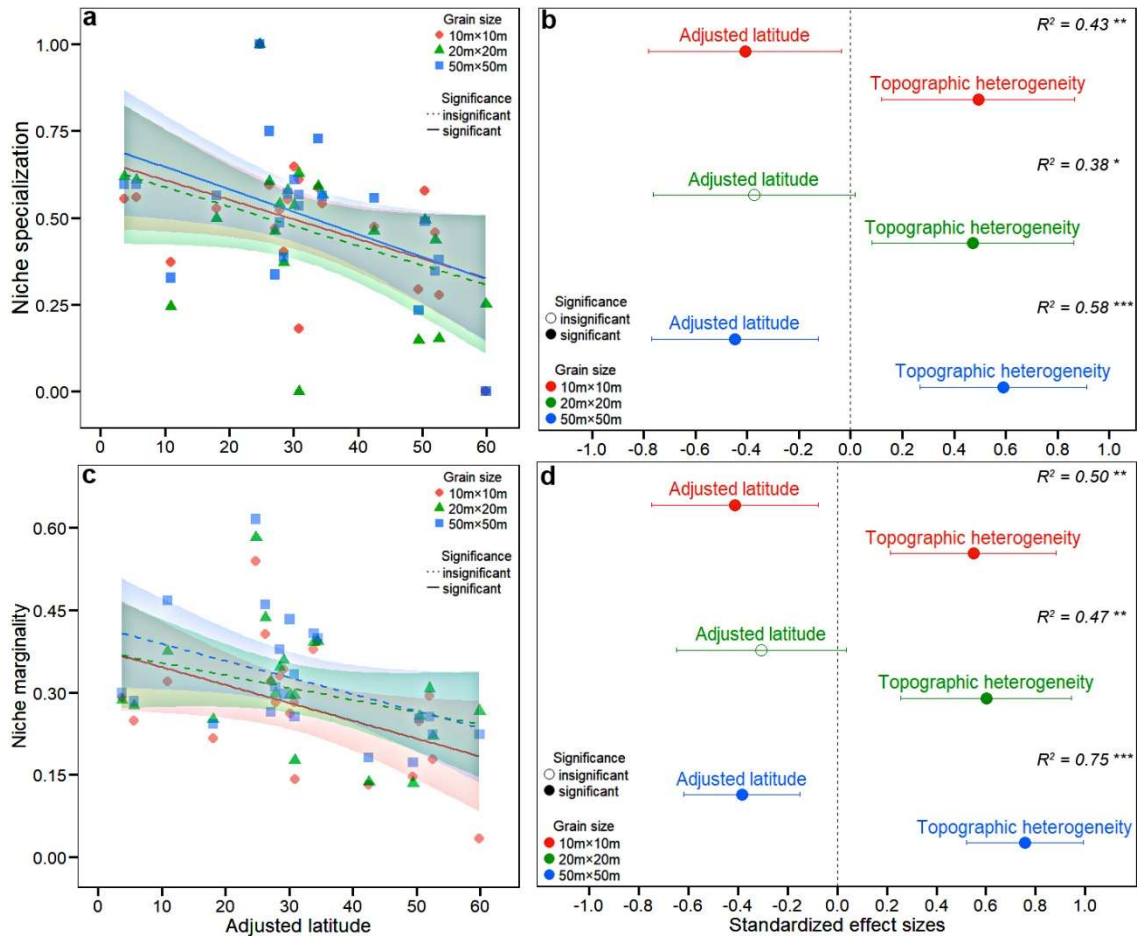 a
Grain size
10m×10m
20m×20m
50m×50m
Significance
insignificant
significant
1.00
0.75
0.50
0.25
0.00
Niche specialization
0 10 20 30 40 50 60
b
R² = 0.43 **
Adjusted latitude
Topographic heterogeneity
R² = 0.38 *
Adjusted latitude
Topographic heterogeneity
R² = 0.58 ***
Significance
insignificant
significant
Adjusted latitude
Topographic heterogeneity
Grain size
10m×10m
20m×20m
50m×50m
-1.0 -0.8 -0.6 -0.4 -0.2 0.0 0.2 0.4 0.6 0.8 1.0
c
Grain size
10m×10m
20m×20m
50m×50m
Significance
insignificant
significant
0.60
0.45
0.30
0.15
0.00
Niche marginality
0 10 20 30 40 50 60
Adjusted latitude
d
R² = 0.50 **
Adjusted latitude
Topographic heterogeneity
R² = 0.47 **
Adjusted latitude
Topographic heterogeneity
R² = 0.75 ***
Significance
insignificant
significant
Adjusted latitude
Topographic heterogeneity
Grain size
10m×10m
20m×20m
50m×50m
-1.0 -0.8 -0.6 -0.4 -0.2 0.0 0.2 0.4 0.6 0.8 1.0
Standardized effect sizes